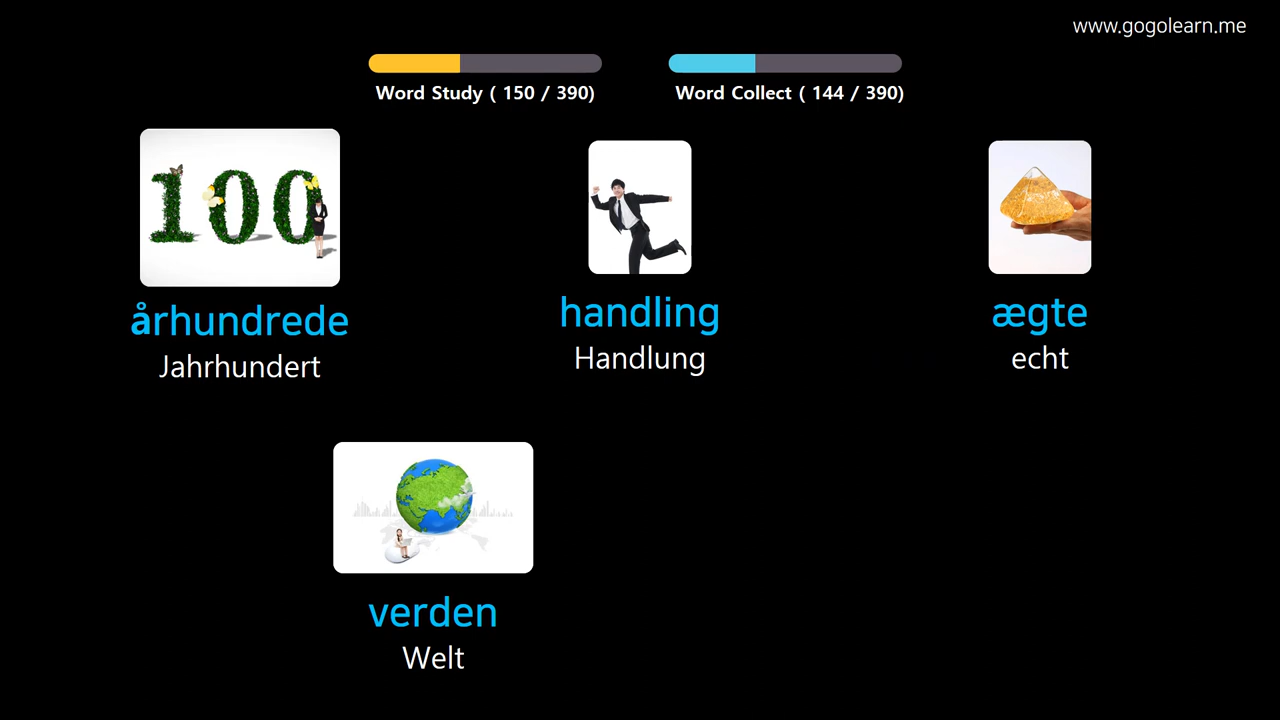 www.gogolearn.me
Word Study ( 150 / 390)
Word Collect ( 144 / 390)
100
århundrede
Jahrhundert
handling
Handlung
ægte
echt
verden
Welt